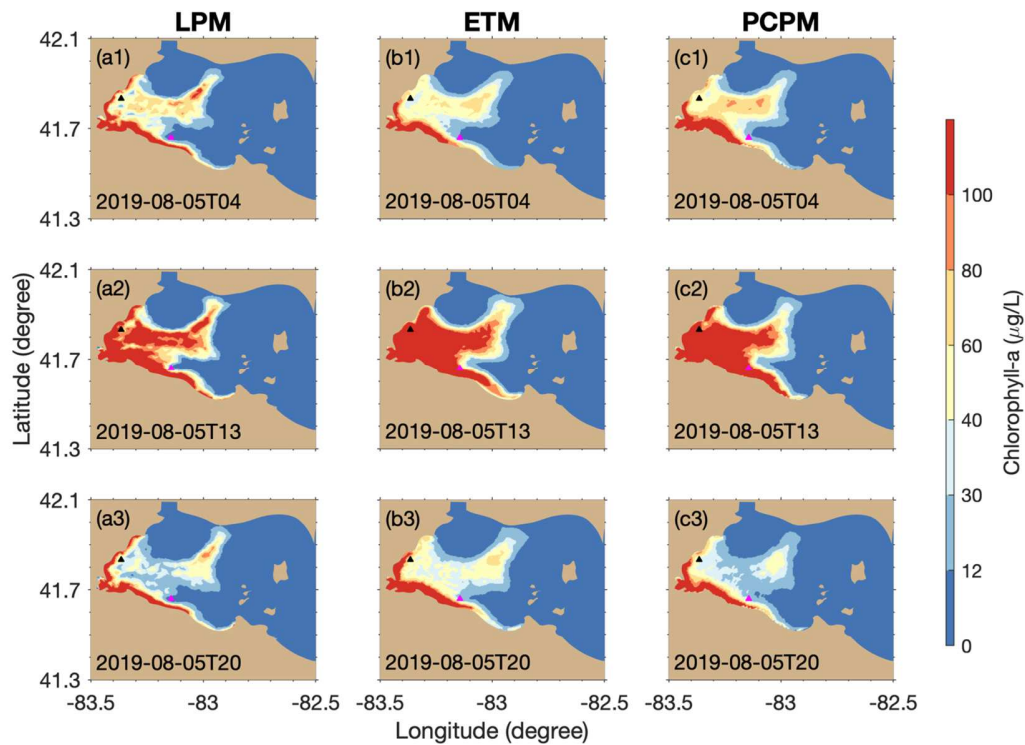 LPM ETM PCPM
42.1 (a1) (b1) (c1)
41.7
41.3 2019-08-05T04 2019-08-05T04 2019-08-05T04
42.1 (a2) (b2) (c2)
41.7
41.3 2019-08-05T13 2019-08-05T13 2019-08-05T13
42.1 (a3) (b3) (c3)
41.7
41.3 2019-08-05T20 2019-08-05T20 2019-08-05T20
-83.5 -83 -82.5 -83.5 -83 -82.5 -83.5 -83 -82.5
Longitude (degree)
Latitude (degree)
100
80
60
40
30
12
0
Chlorophyll-a (μg/L)